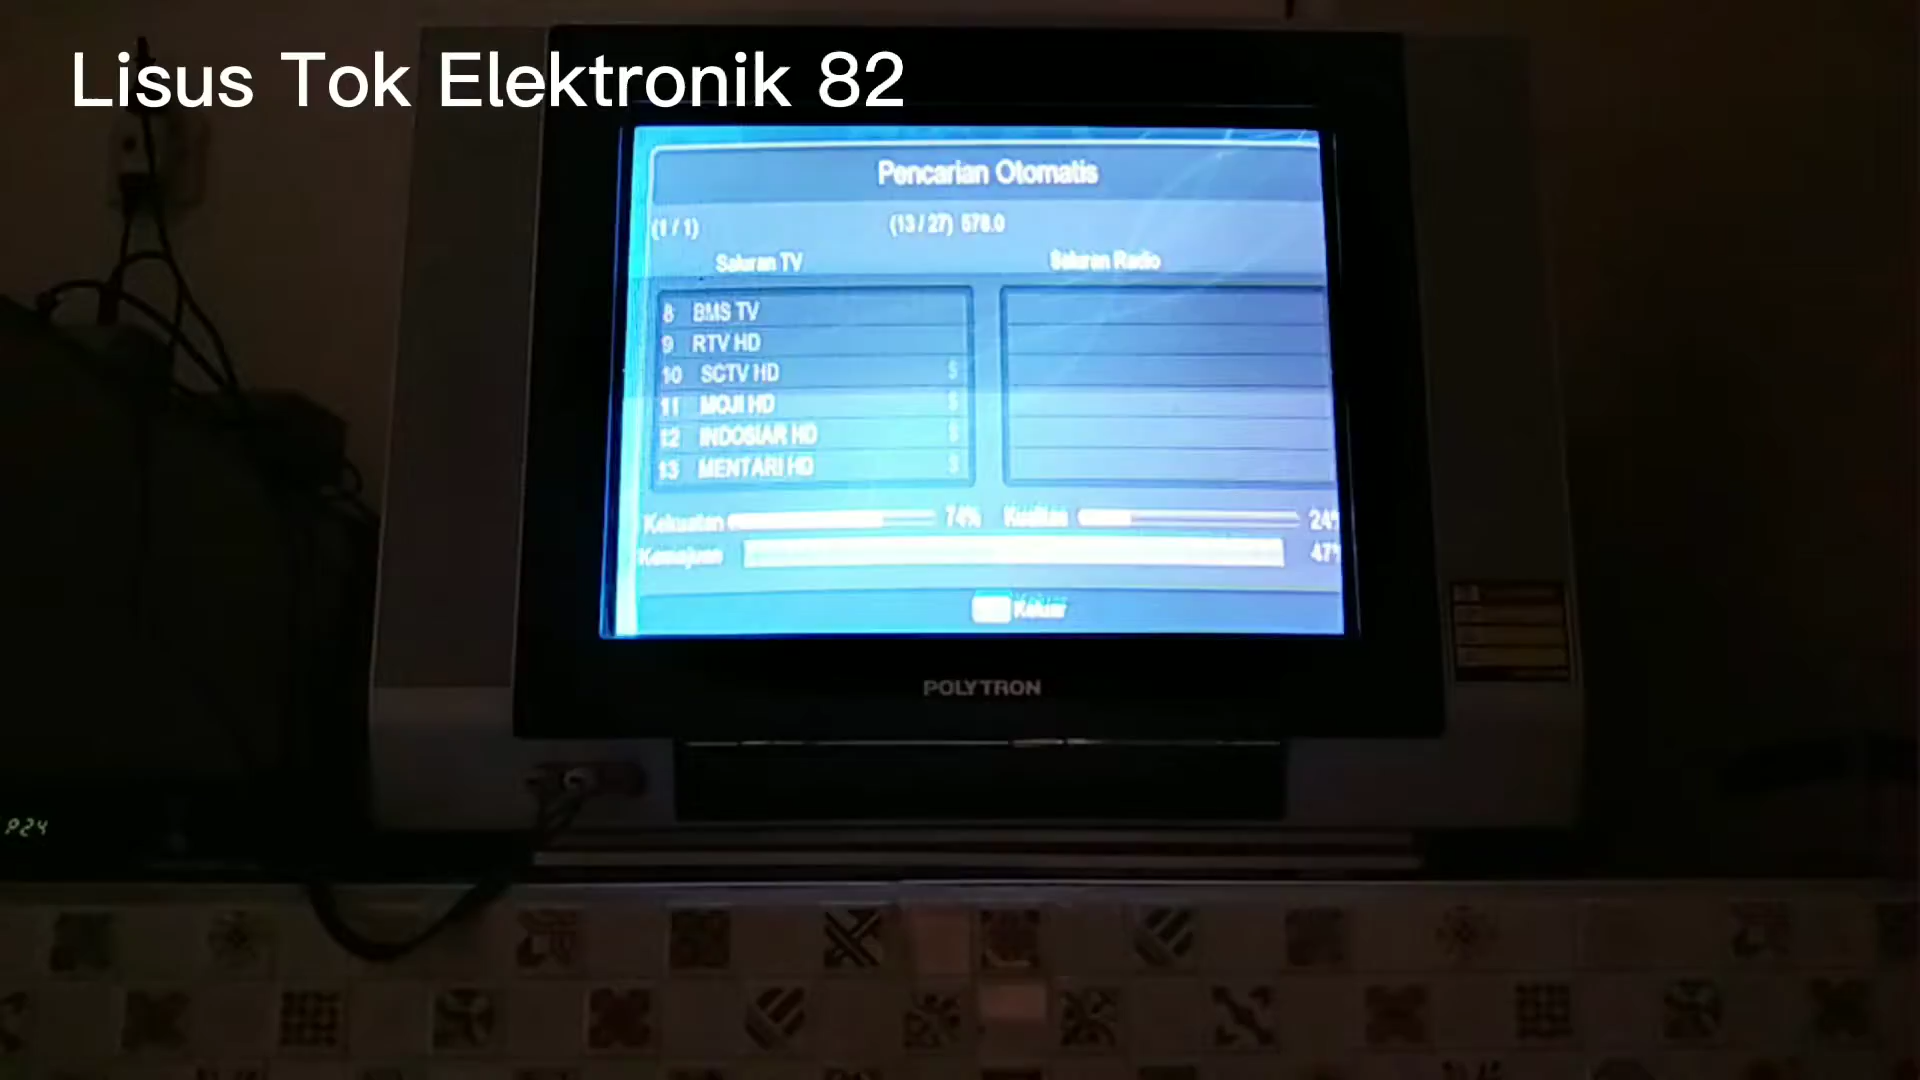 Lisus Tok Elektronik 82
Pencarian Otomatis
(1 / 1) (13 / 27) 578.0
Saluran TV Saluran Radio
8 BMS TV
9 RTV HD
10 SCTV HD $
11 MOJI HD $
12 INDOSIAR HD $
13 MENTARI HD $
Kekuatan 74% Kualitas 24%
Kemajuan 47%
Keluar
POLYTRON
P24